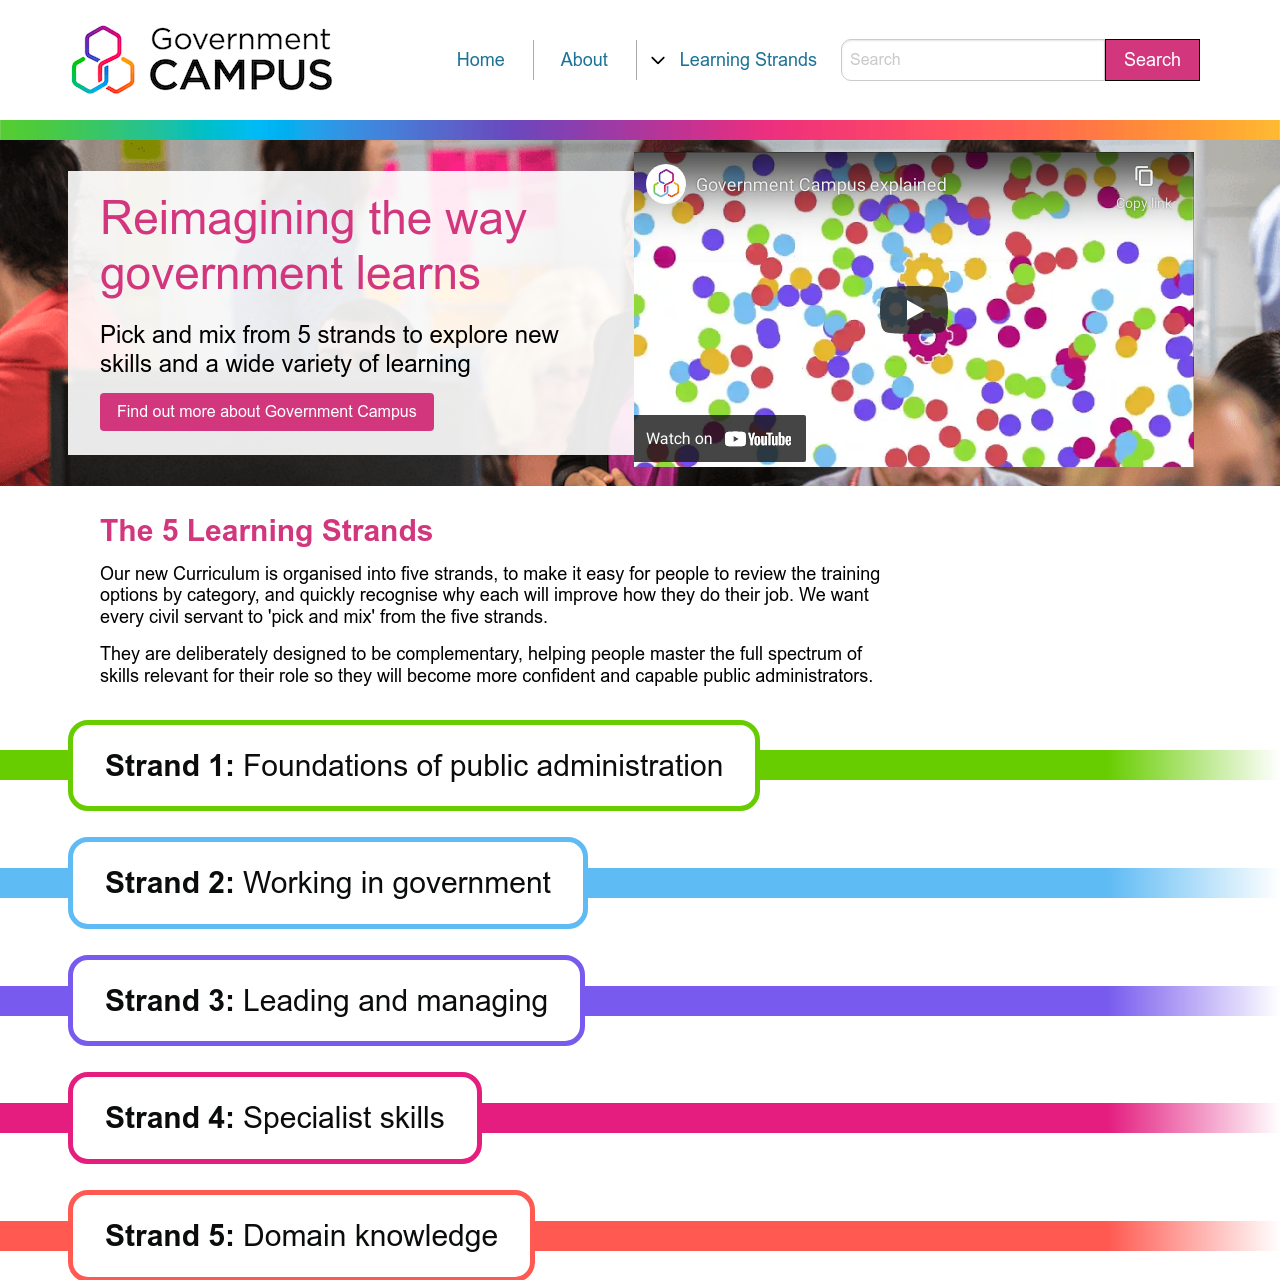 Government
CAMPUS
Home
About
Learning Strands
Search
Search
Reimagining the way
government learns
Pick and mix from 5 strands to explore new
skills and a wide variety of learning
Find out more about Government Campus
Government Campus explained
Copy link
Watch on YouTube
The 5 Learning Strands
Our new Curriculum is organised into five strands, to make it easy for people to review the training
options by category, and quickly recognise why each will improve how they do their job. We want
every civil servant to 'pick and mix' from the five strands.
They are deliberately designed to be complementary, helping people master the full spectrum of
skills relevant for their role so they will become more confident and capable public administrators.
Strand 1: Foundations of public administration
Strand 2: Working in government
Strand 3: Leading and managing
Strand 4: Specialist skills
Strand 5: Domain knowledge